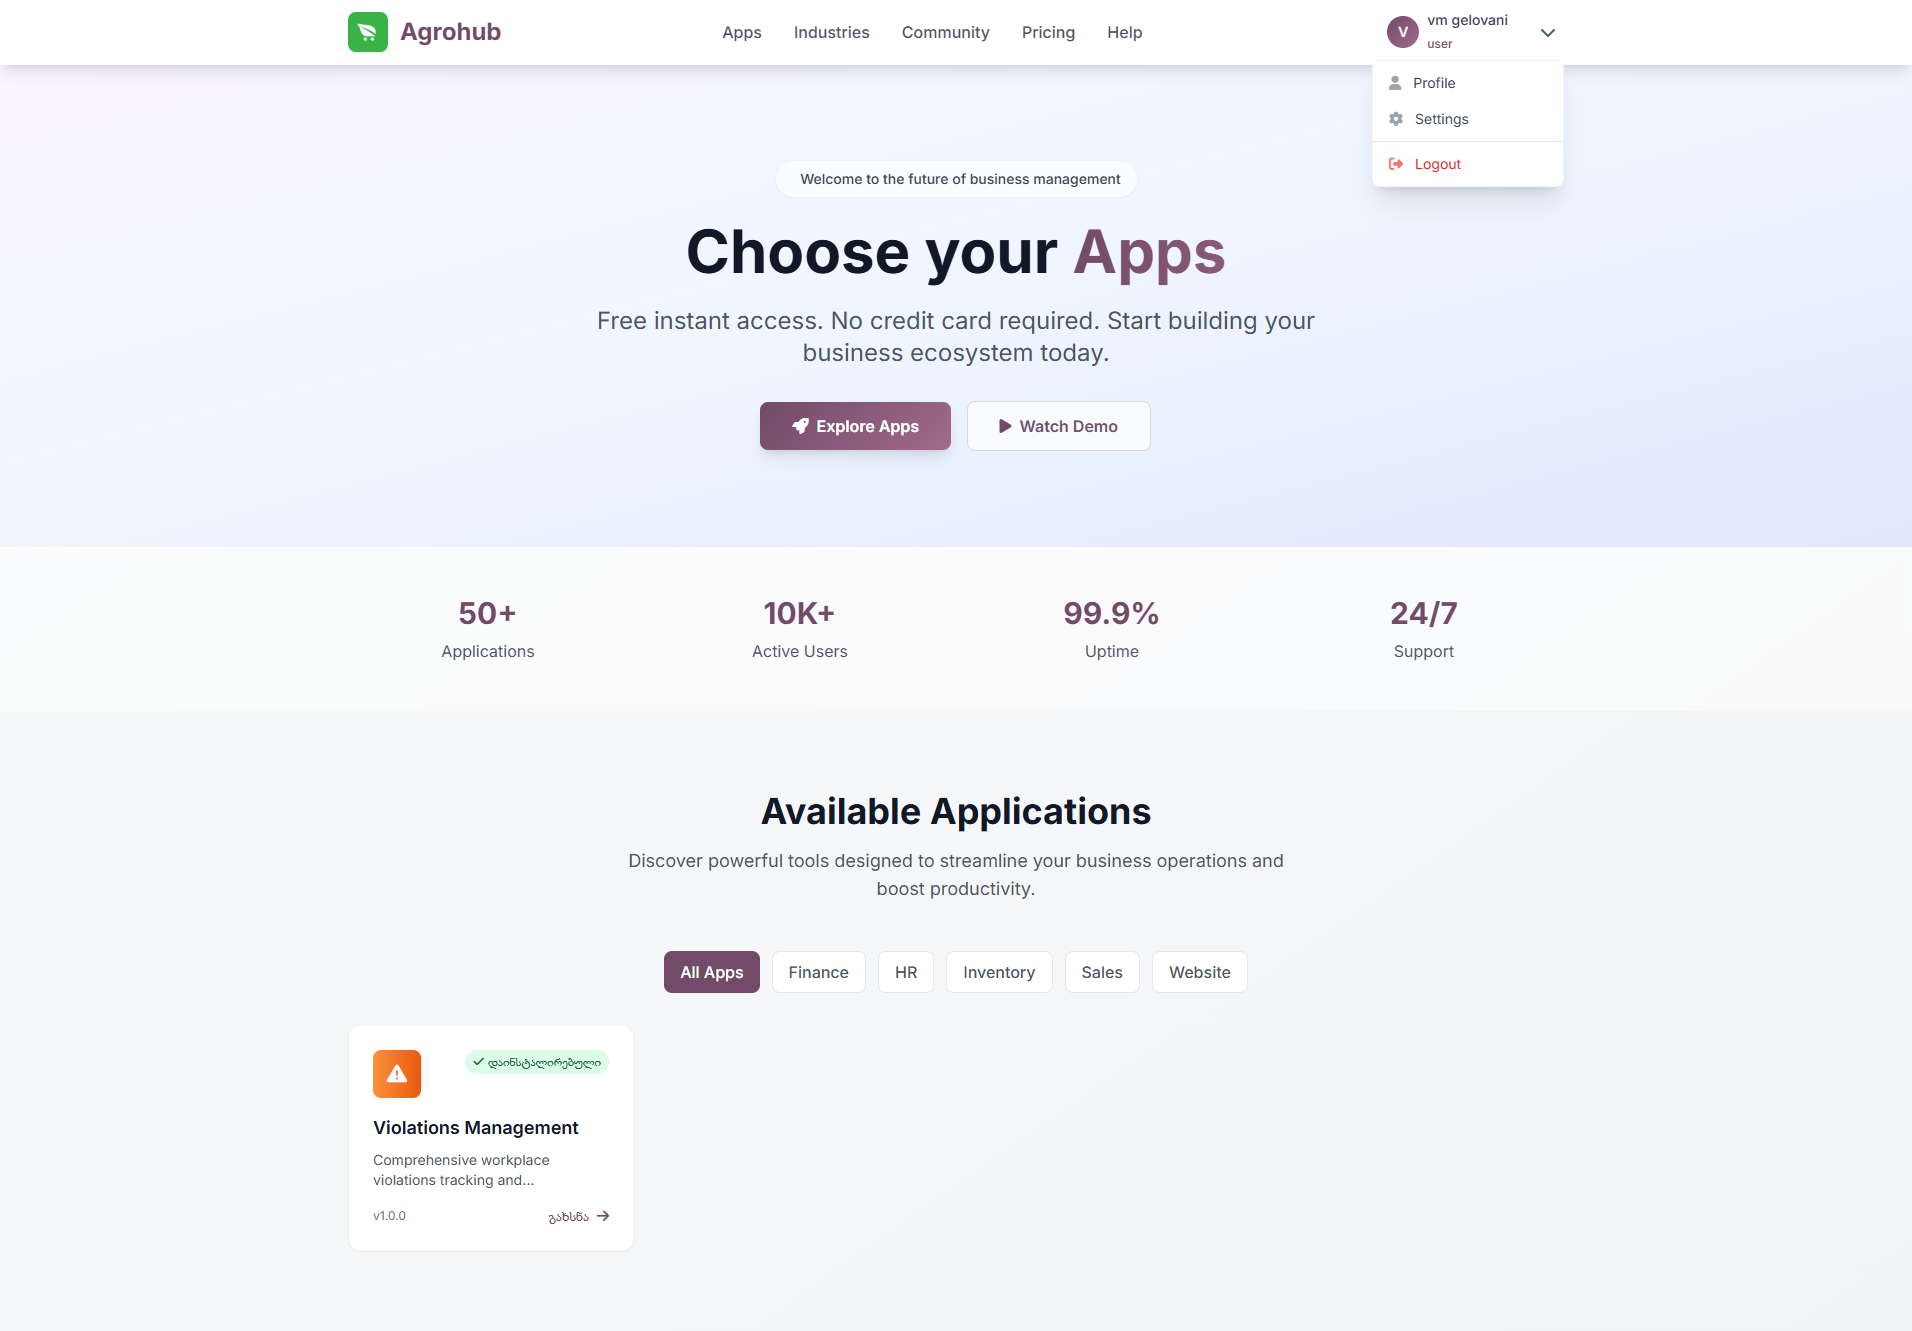 Agrohub
Apps
Industries
Community
Pricing
Help
V
vm gelovani
user
Profile
Settings
Logout
Welcome to the future of business management
Choose your Apps
Free instant access. No credit card required. Start building your
business ecosystem today.
Explore Apps
Watch Demo
50+
Applications
10K+
Active Users
99.9%
Uptime
24/7
Support
Available Applications
Discover powerful tools designed to streamline your business operations and
boost productivity.
All Apps
Finance
HR
Inventory
Sales
Website
დაინსტალირებული
Violations Management
Comprehensive workplace
violations tracking and...
v1.0.0
გახსნა